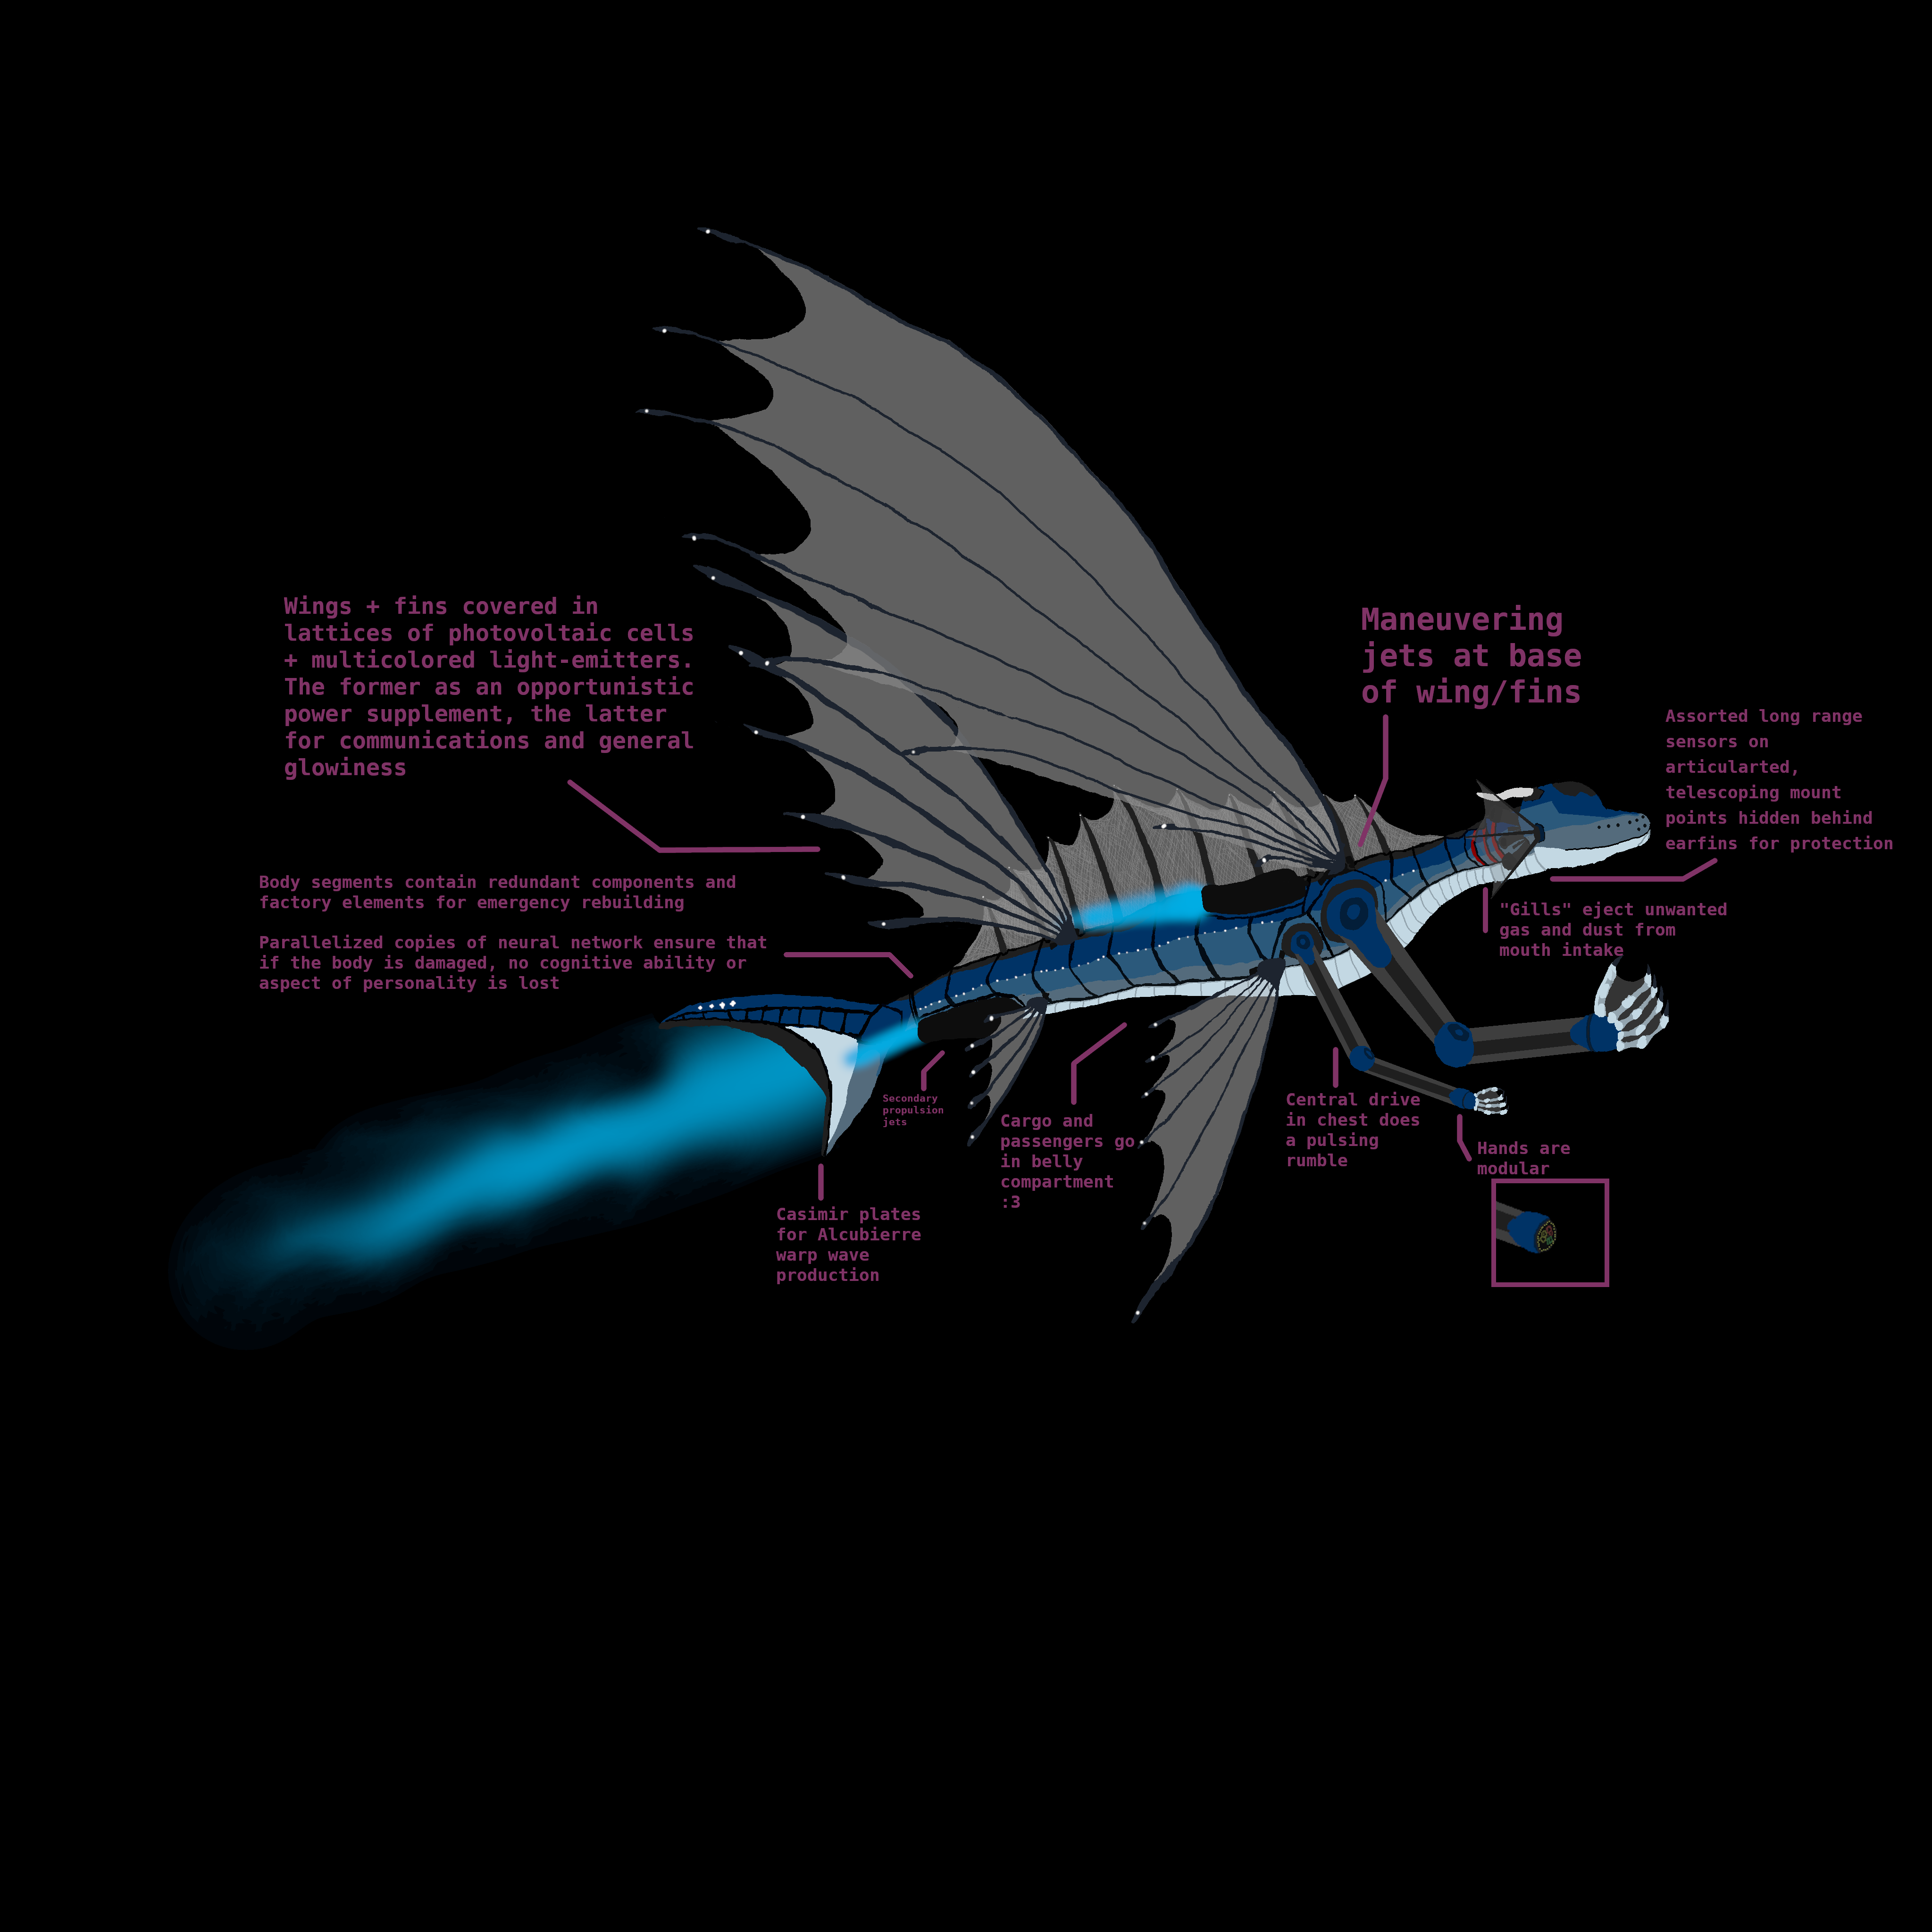 Wings + fins covered in
lattices of photovoltaic cells
+ multicolored light-emitters.
The former as an opportunistic
power supplement, the latter
for communications and general
glowiness
Maneuvering
jets at base
of wing/fins
Assorted long range
sensors on
articularted,
telescoping mount
points hidden behind
earfins for protection
Body segments contain redundant components and
factory elements for emergency rebuilding
Parallelized copies of neural network ensure that
if the body is damaged, no cognitive ability or
aspect of personality is lost
"Gills" eject unwanted
gas and dust from
mouth intake
Secondary
propulsion
jets
Cargo and
passengers go
in belly
compartment
:3
Central drive
in chest does
a pulsing
rumble
Hands are
modular
Casimir plates
for Alcubierre
warp wave
production